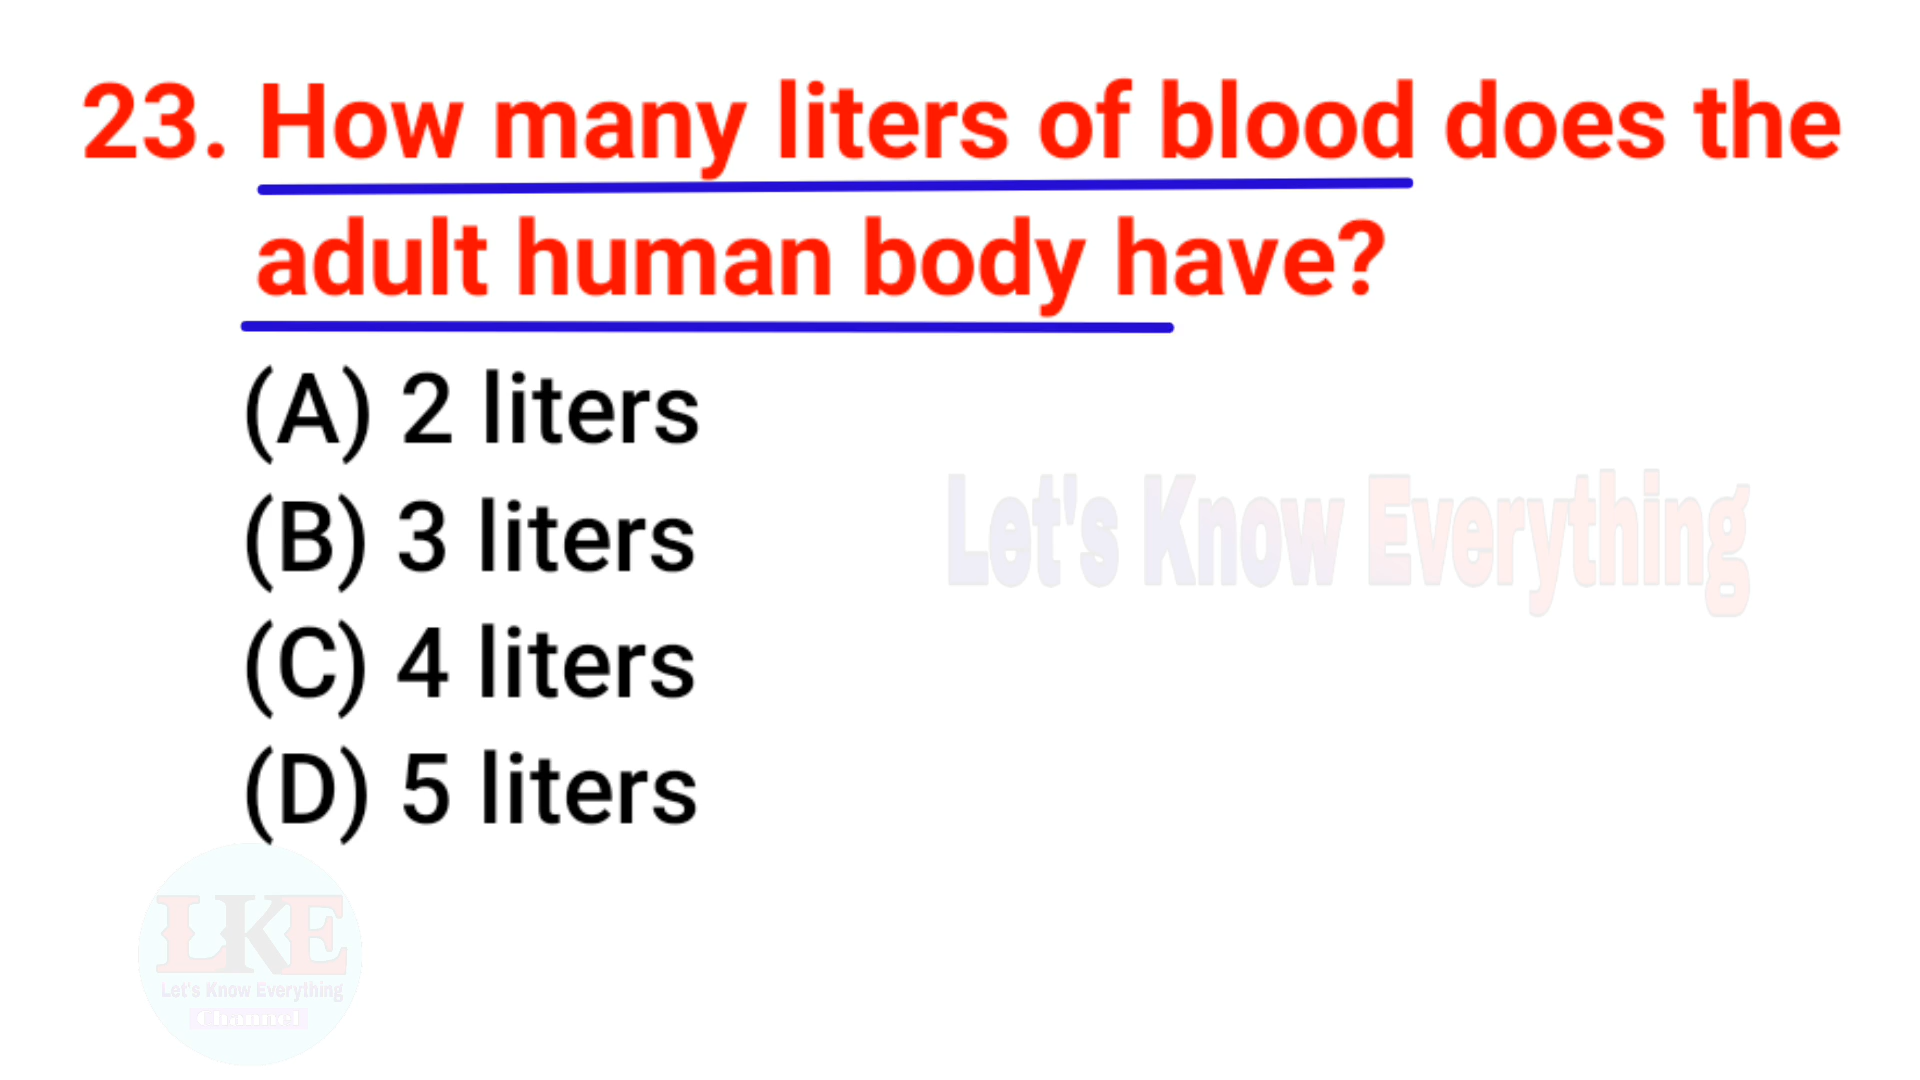 23. How many liters of blood does the
adult human body have?
(A) 2 liters
(B) 3 liters
Let's Know Everything
(C) 4 liters
(D) 5 liters
LKE
Let's Know Everything
Channel